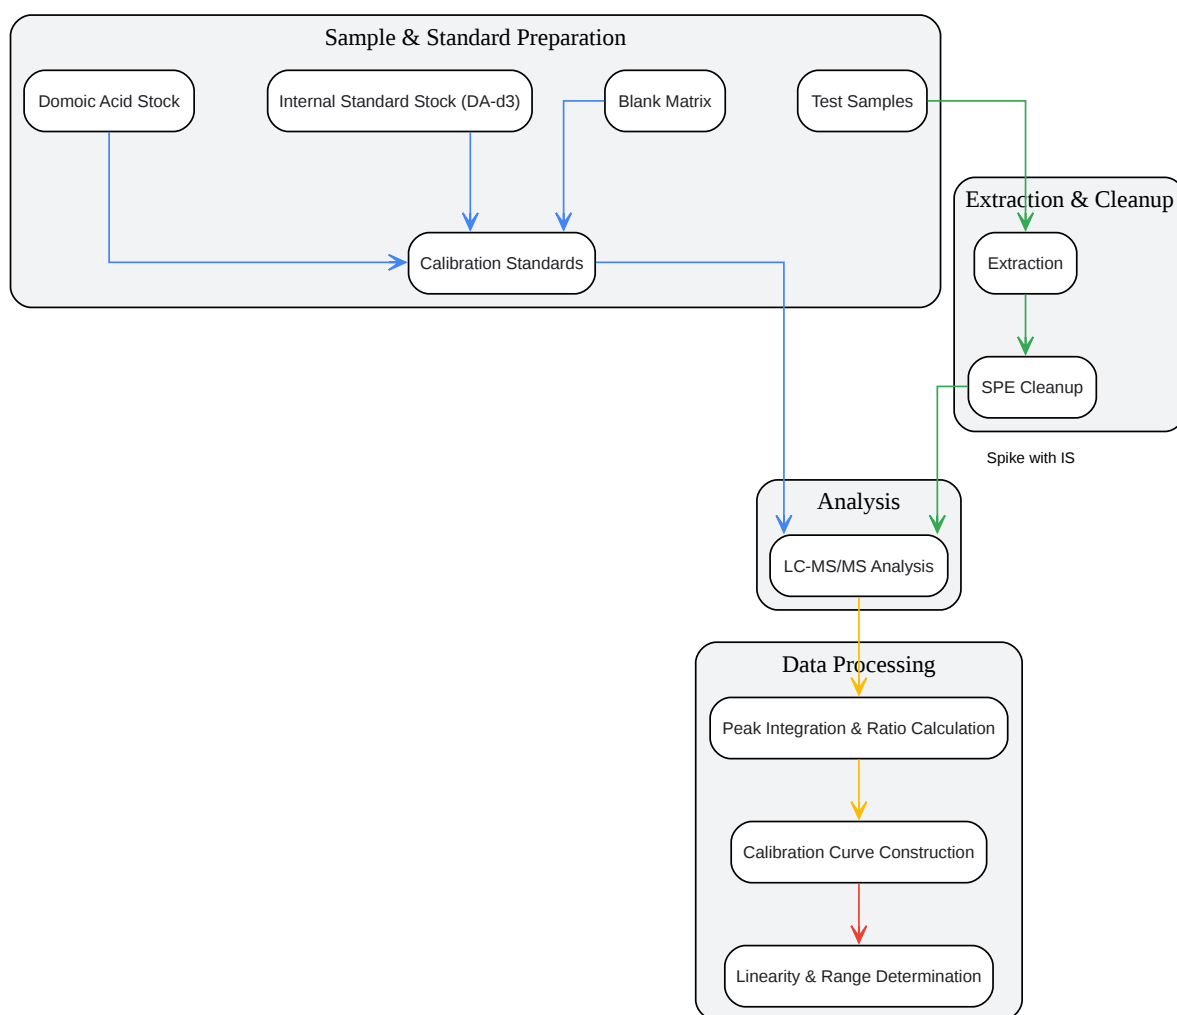 Sample & Standard Preparation
Domoic Acid Stock
Internal Standard Stock (DA-d3)
Blank Matrix
Test Samples
Extraction & Cleanup
Calibration Standards
Extraction
SPE Cleanup
Spike with IS
Analysis
LC-MS/MS Analysis
Data Processing
Peak Integration & Ratio Calculation
Calibration Curve Construction
Linearity & Range Determination